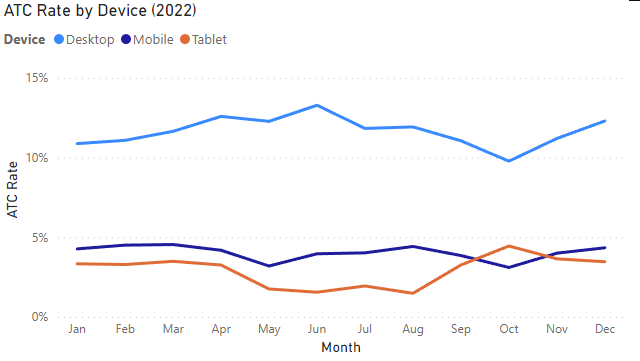 ATC Rate by Device (2022)
Device Desktop Mobile Tablet
15%
10%
5%
0%
ATC Rate
Jan Feb Mar Apr May Jun Jul Aug Sep Oct Nov Dec
Month